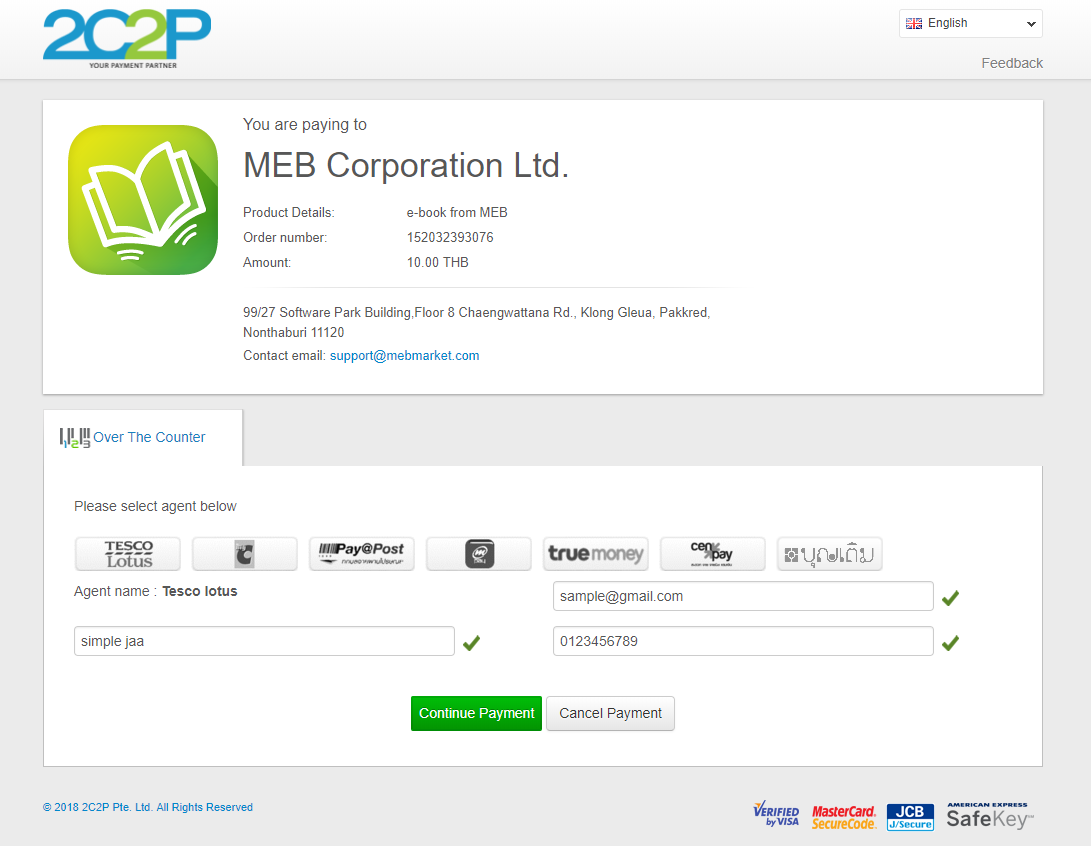 2C2P
YOUR PAYMENT PARTNER
English
Feedback
You are paying to
MEB Corporation Ltd.
Product Details: e-book from MEB
Order number: 152032393076
Amount: 10.00 THB
99/27 Software Park Building,Floor 8 Chaengwattana Rd., Klong Gleua, Pakkred,
Nonthaburi 11120
Contact email: support@mebmarket.com
123 Over The Counter
Please select agent below
TESCO
Lotus
Pay@Post
truemoney
cenpay
บุญเติม
Agent name : Tesco lotus
sample@gmail.com
simple jaa
0123456789
Continue Payment
Cancel Payment
© 2018 2C2P Pte. Ltd. All Rights Reserved
VERIFIED
by VISA
MasterCard.
SecureCode.
JCB
J/Secure
AMERICAN EXPRESS
SafeKey